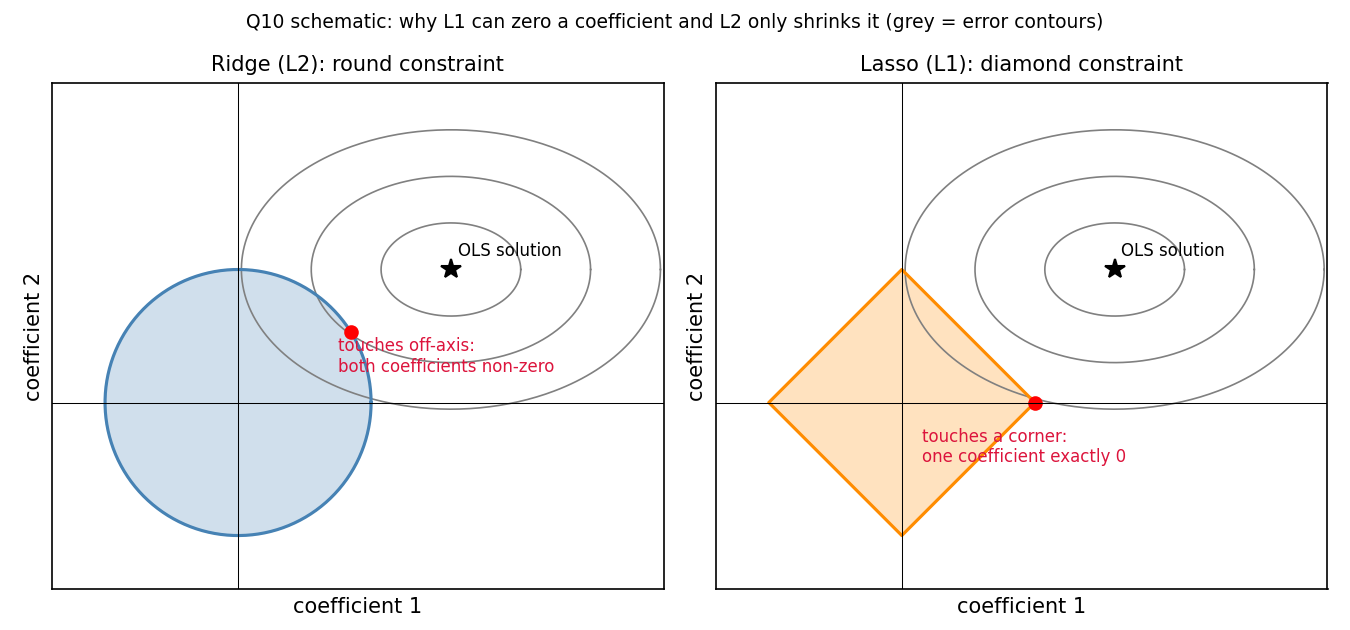 Q10 schematic: why L1 can zero a coefficient and L2 only shrinks it (grey = error contours)
Ridge (L2): round constraint
OLS solution
touches off-axis:
both coefficients non-zero
coefficient 2
coefficient 1
Lasso (L1): diamond constraint
OLS solution
touches a corner:
one coefficient exactly 0
coefficient 2
coefficient 1